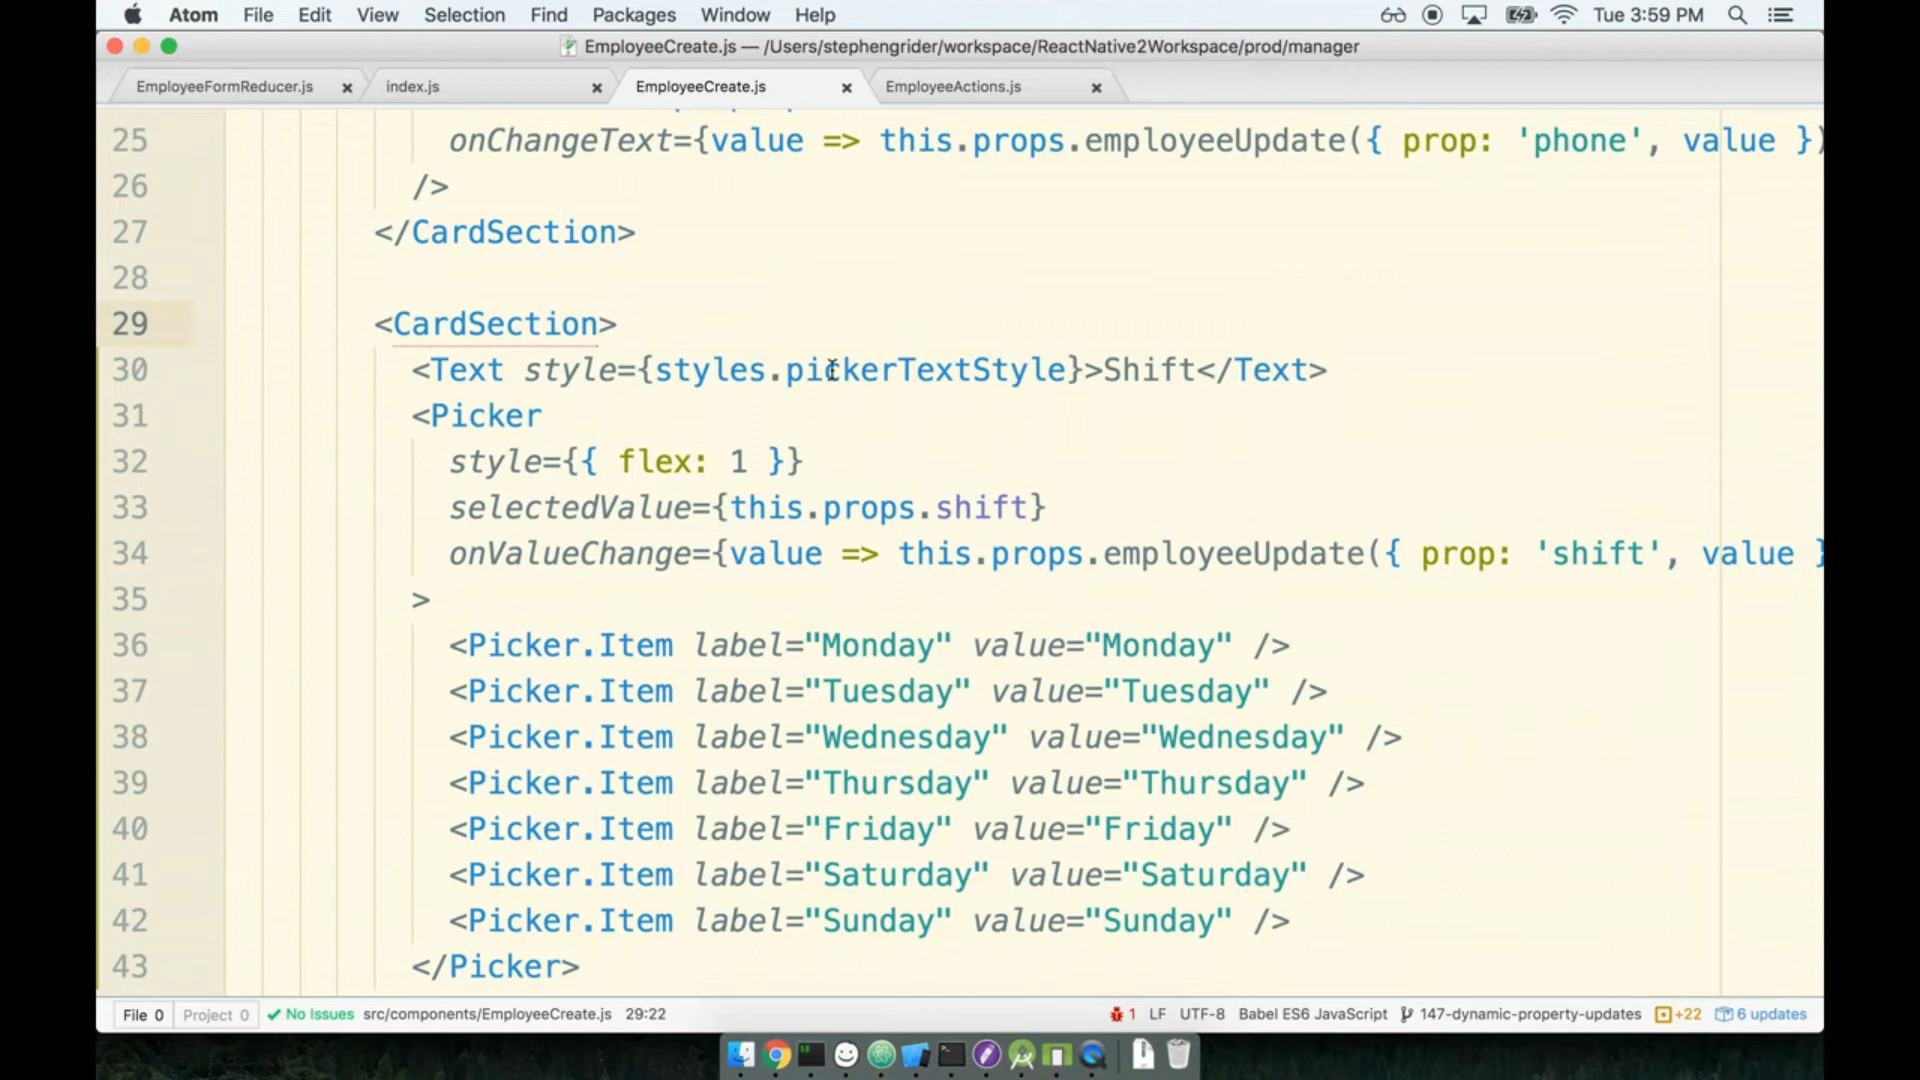 Atom File Edit View Selection Find Packages Window Help Tue 3:59 PM
EmployeeCreate.js — /Users/stephengrider/workspace/ReactNative2Workspace/prod/manager
EmployeeFormReducer.js index.js EmployeeCreate.js EmployeeActions.js
25 onChangeText={value => this.props.employeeUpdate({ prop: 'phone', value })
26 />
27 </CardSection>
28
29 <CardSection>
30 <Text style={styles.pickerTextStyle}>Shift</Text>
31 <Picker
32 style={{ flex: 1 }}
33 selectedValue={this.props.shift}
34 onValueChange={value => this.props.employeeUpdate({ prop: 'shift', value }
35 >
36 <Picker.Item label="Monday" value="Monday" />
37 <Picker.Item label="Tuesday" value="Tuesday" />
38 <Picker.Item label="Wednesday" value="Wednesday" />
39 <Picker.Item label="Thursday" value="Thursday" />
40 <Picker.Item label="Friday" value="Friday" />
41 <Picker.Item label="Saturday" value="Saturday" />
42 <Picker.Item label="Sunday" value="Sunday" />
43 </Picker>
File 0 Project 0 No Issues src/components/EmployeeCreate.js 29:22 1 LF UTF-8 Babel ES6 JavaScript 147-dynamic-property-updates +22 6 updates